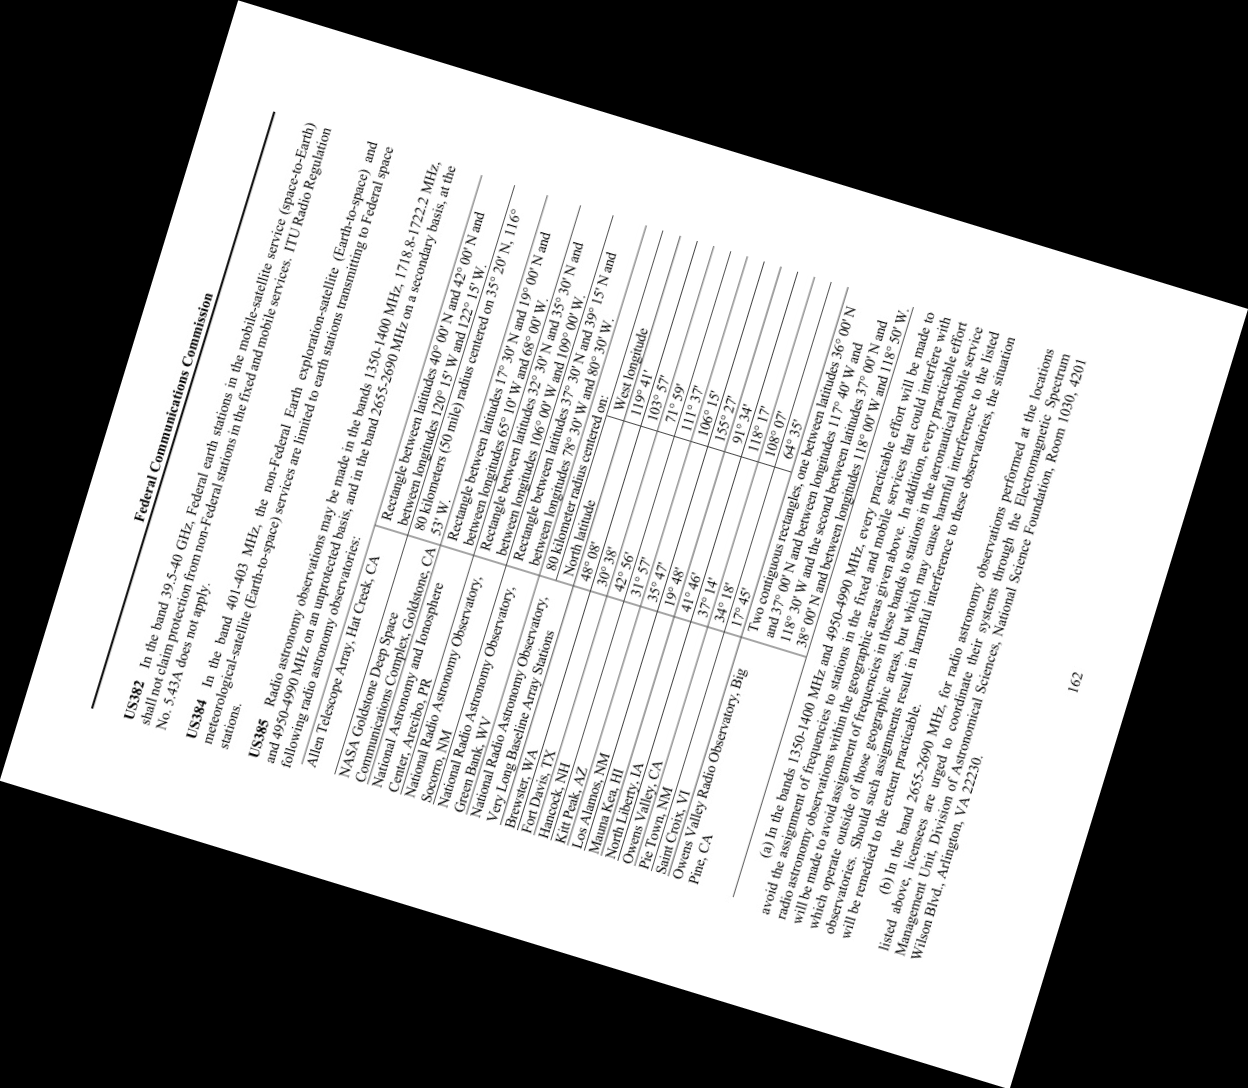 Federal Communications Commission
US382 In the band 39.5-40 GHz, Federal earth stations in the mobile-satellite service (space-to-Earth)
shall not claim protection from non-Federal stations in the fixed and mobile services. ITU Radio Regulation
No. 5.43A does not apply.
US384 In the band 401-403 MHz, the non-Federal Earth exploration-satellite (Earth-to-space) and
meteorological-satellite (Earth-to-space) services are limited to earth stations transmitting to Federal space
stations.
US385 Radio astronomy observations may be made in the bands 1350-1400 MHz, 1718.8-1722.2 MHz,
and 4950-4990 MHz on an unprotected basis, and in the band 2655-2690 MHz on a secondary basis, at the
following radio astronomy observatories:
Allen Telescope Array, Hat Creek, CA Rectangle between latitudes 40° 00' N and 42° 00' N and
between longitudes 120° 15' W and 122° 15' W.
NASA Goldstone Deep Space 80 kilometers (50 mile) radius centered on 35° 20' N, 116°
Communications Complex, Goldstone, CA 53' W.
National Astronomy and Ionosphere Rectangle between latitudes 17° 30' N and 19° 00' N and
Center, Arecibo, PR between longitudes 65° 10' W and 68° 00' W.
National Radio Astronomy Observatory, Rectangle between latitudes 32° 30' N and 35° 30' N and
Socorro, NM between longitudes 106° 00' W and 109° 00' W.
National Radio Astronomy Observatory, Rectangle between latitudes 37° 30' N and 39° 15' N and
Green Bank, WV between longitudes 78° 30' W and 80° 30' W.
National Radio Astronomy Observatory, 80 kilometer radius centered on:
Very Long Baseline Array Stations North latitude West longitude
Brewster, WA 48° 08' 119° 41'
Fort Davis, TX 30° 38' 103° 57'
Hancock, NH 42° 56' 71° 59'
Kitt Peak, AZ 31° 57' 111° 37'
Los Alamos, NM 35° 47' 106° 15'
Mauna Kea, HI 19° 48' 155° 27'
North Liberty, IA 41° 46' 91° 34'
Owens Valley, CA 37° 14' 118° 17'
Pie Town, NM 34° 18' 108° 07'
Saint Croix, VI 17° 45' 64° 35'
Owens Valley Radio Observatory, Big Two contiguous rectangles, one between latitudes 36° 00' N
Pine, CA and 37° 00' N and between longitudes 117° 40' W and
118° 30' W and the second between latitudes 37° 00' N and
38° 00' N and between longitudes 118° 00' W and 118° 50' W.
(a) In the bands 1350-1400 MHz and 4950-4990 MHz, every practicable effort will be made to
avoid the assignment of frequencies to stations in the fixed and mobile services that could interfere with
radio astronomy observations within the geographic areas given above. In addition, every practicable effort
will be made to avoid assignment of frequencies in these bands to stations in the aeronautical mobile service
which operate outside of those geographic areas, but which may cause harmful interference to the listed
observatories. Should such assignments result in harmful interference to these observatories, the situation
will be remedied to the extent practicable.
(b) In the band 2655-2690 MHz, for radio astronomy observations performed at the locations
listed above, licensees are urged to coordinate their systems through the Electromagnetic Spectrum
Management Unit, Division of Astronomical Sciences, National Science Foundation, Room 1030, 4201
Wilson Blvd., Arlington, VA 22230.
162